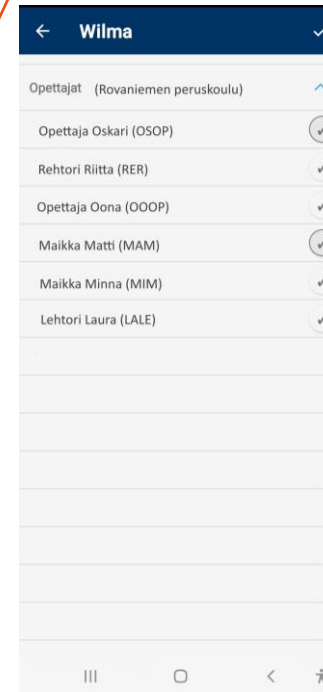 Wilma
Opettajat (Rovaniemen peruskoulu)
Opettaja Oskari (OSOP)
Rehtori Riitta (RER)
Opettaja Oona (OOOP)
Maikka Matti (MAM)
Maikka Minna (MIM)
Lehtori Laura (LALE)